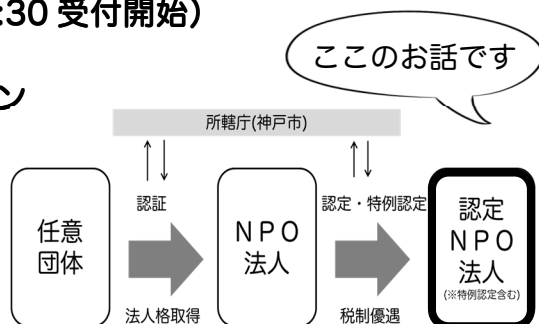 :30 受付開始）
ン
ここのお話です
所轄庁(神戸市)
認証
認定・特例認定
任意
団体
NPO
法人
認定
NPO
法人
(※特例認定含む)
法人格取得
税制優遇